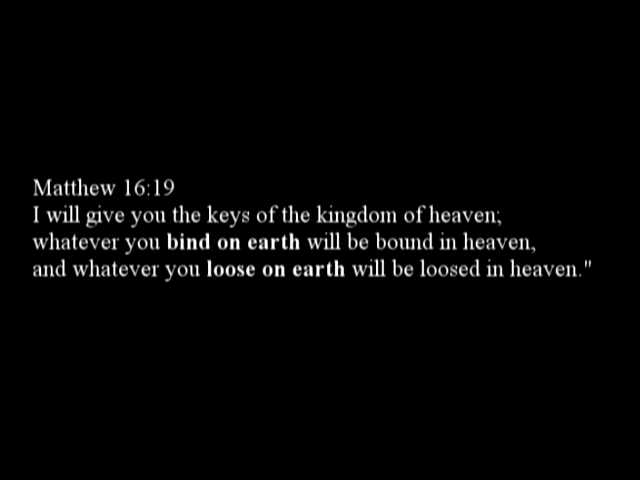 Matthew 16:19
I will give you the keys of the kingdom of heaven;
whatever you bind on earth will be bound in heaven,
and whatever you loose on earth will be loosed in heaven."